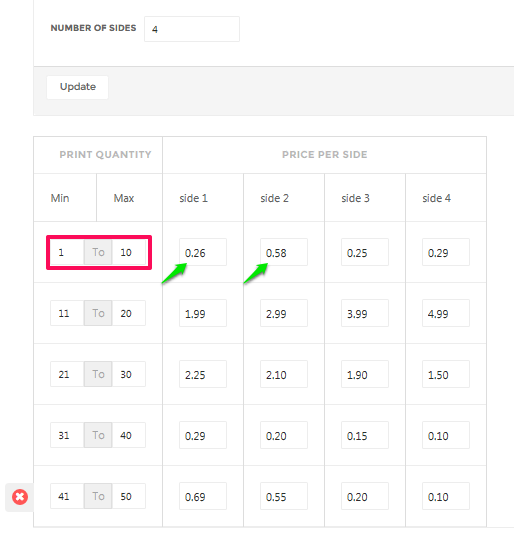 NUMBER OF SIDES 4
Update
PRINT QUANTITY PRICE PER SIDE
Min Max side 1 side 2 side 3 side 4
1 To 10 0.26 0.58 0.25 0.29
11 To 20 1.99 2.99 3.99 4.99
21 To 30 2.25 2.10 1.90 1.50
31 To 40 0.29 0.20 0.15 0.10
41 To 50 0.69 0.55 0.20 0.10